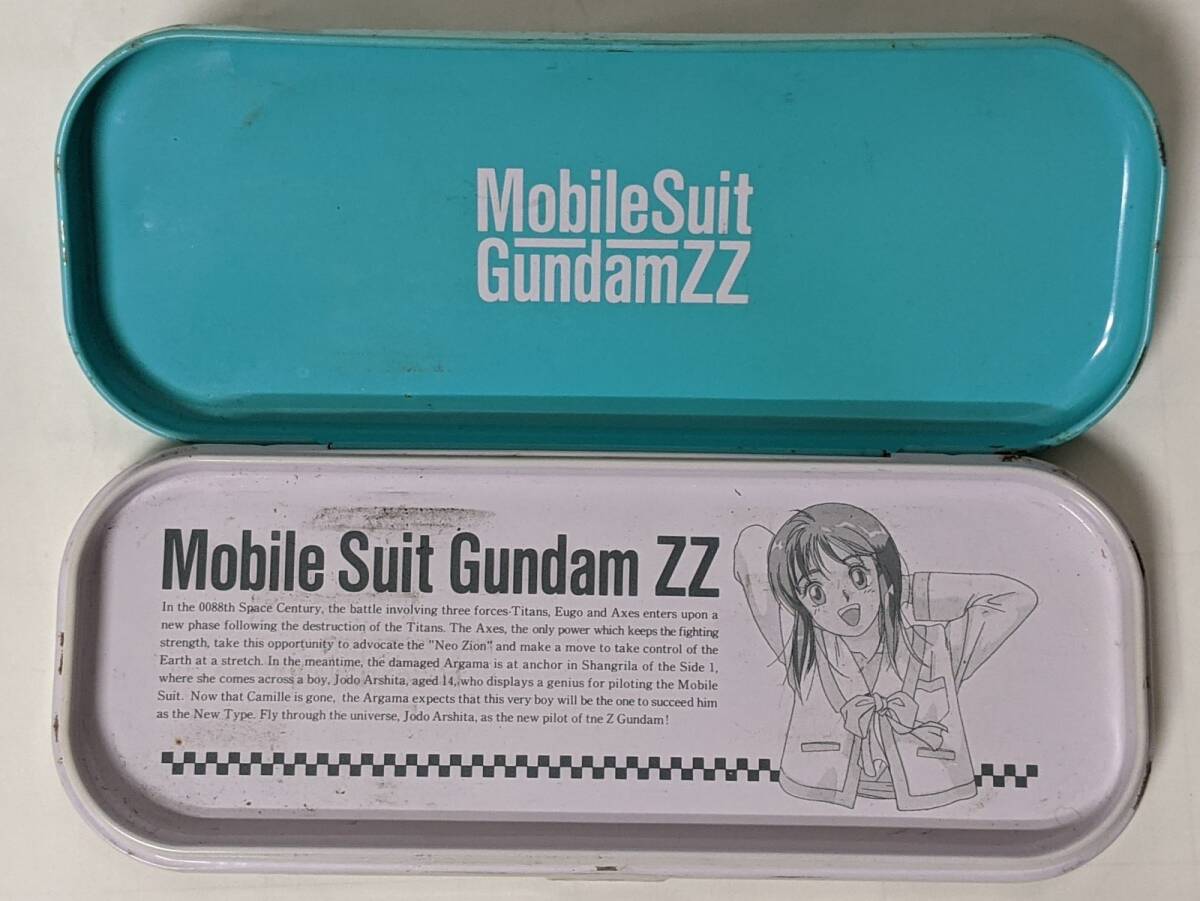 MobileSuit
GundamZZ
Mobile Suit Gundam ZZ
In the 0088th Space Century, the battle involving three forces-Titans, Eugo and Axes enters upon a
new phase following the destruction of the Titans. The Axes, the only power which keeps the fighting
strength, take this opportunity to advocate the "Neo Zion" and make a move to take control of the
Earth at a stretch. In the meantime, the damaged Argama is at anchor in Shangrila of the Side 1,
where she comes across a boy, Jodo Arshita, aged 14, who displays a genius for piloting the Mobile
Suit. Now that Camille is gone, the Argama expects that this very boy will be the one to succeed him
as the New Type. Fly through the universe, Jodo Arshita, as the new pilot of tne Z Gundam!